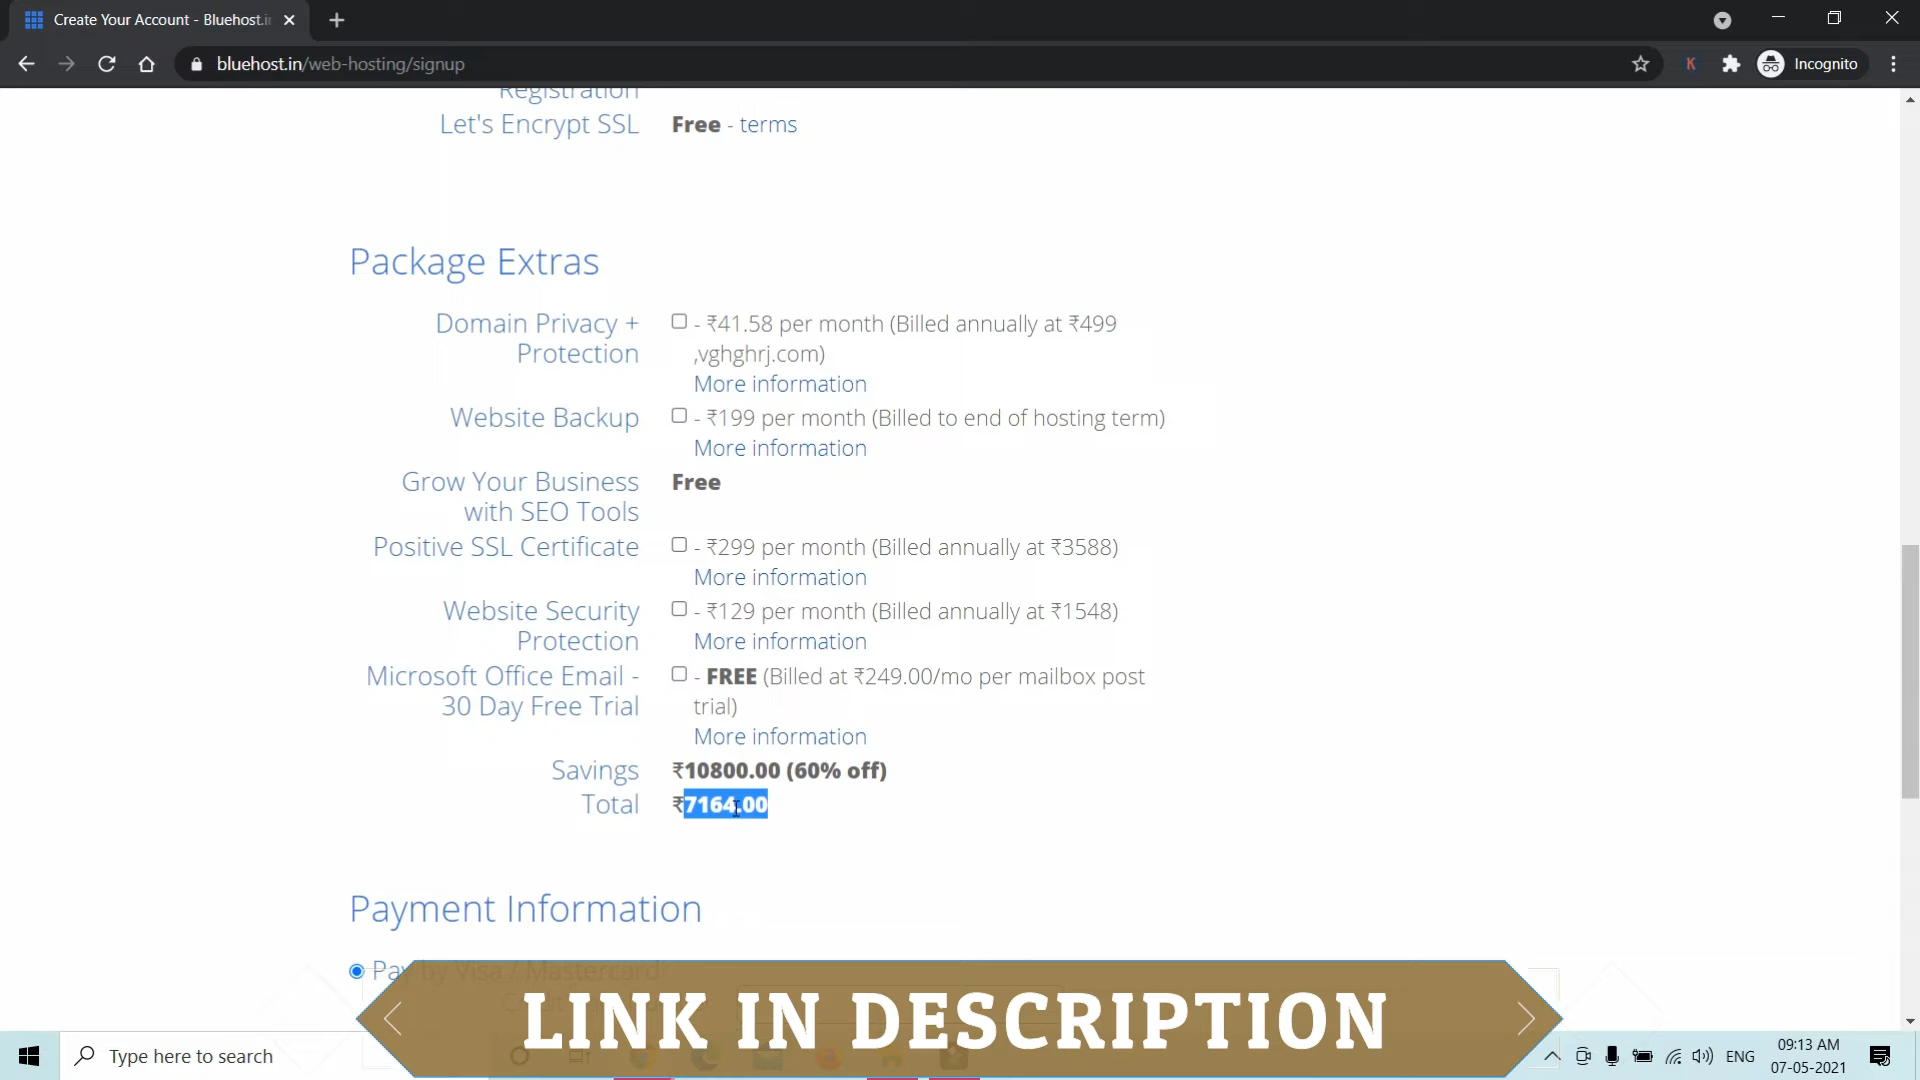 Create Your Account - Bluehost.in
bluehost.in/web-hosting/signup
K
Incognito
Registration
Let's Encrypt SSL
Free - terms
Package Extras
Domain Privacy +
Protection
- ₹41.58 per month (Billed annually at ₹499
,vghghrj.com)
More information
Website Backup
- ₹199 per month (Billed to end of hosting term)
More information
Grow Your Business
with SEO Tools
Free
Positive SSL Certificate
- ₹299 per month (Billed annually at ₹3588)
More information
Website Security
Protection
- ₹129 per month (Billed annually at ₹1548)
More information
Microsoft Office Email -
30 Day Free Trial
- FREE (Billed at ₹249.00/mo per mailbox post
trial)
More information
Savings
₹10800.00 (60% off)
Total
₹7164.00
Payment Information
Pay by Visa / Mastercard
LINK IN DESCRIPTION
Type here to search
ENG
09:13 AM
07-05-2021